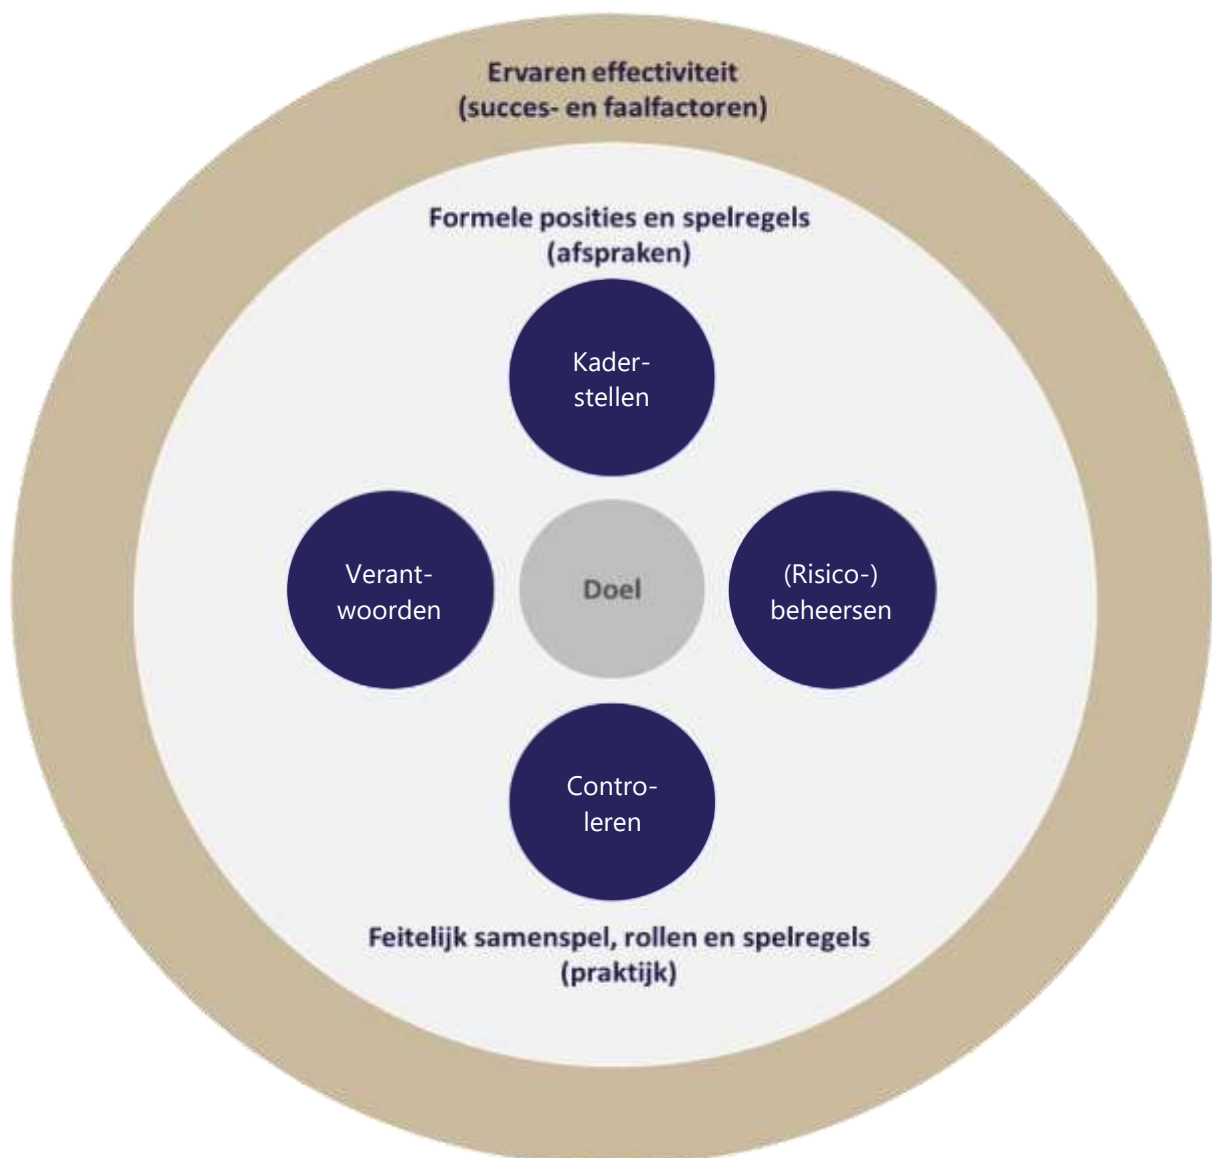 Ervaren effectiviteit
(succes- en faalfactoren)
Formele posities en spelregels
(afspraken)
Kader-
stellen
Verant-
woorden
Doel
(Risico-)
beheersen
Contro-
leren
Feitelijk samenspel, rollen en spelregels
(praktijk)